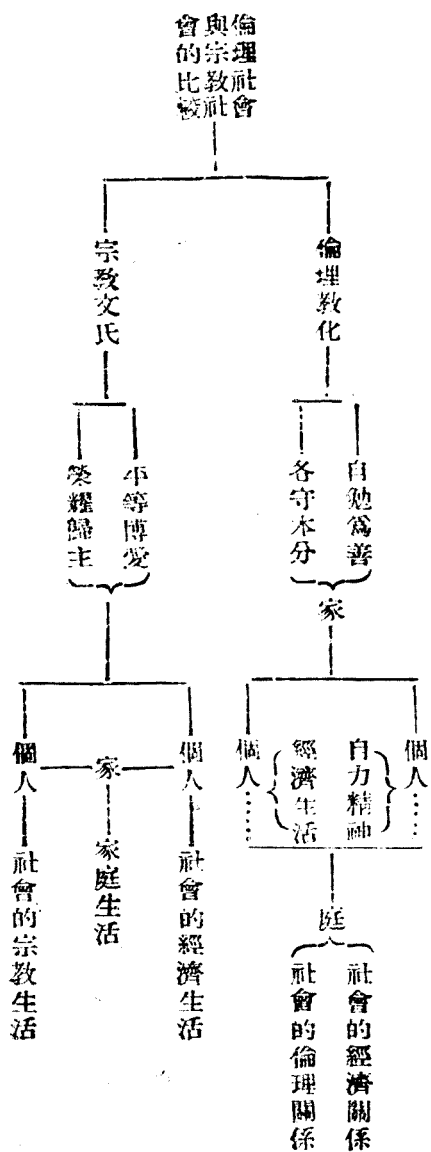 倫理社會
與宗教社
會的比較
倫理教化
自勉為善
各守本分
家
個人……
自力精神
經濟生活
個人……
庭
社會的經濟關係
社會的倫理關係
宗教文氏
平等博愛
榮耀歸主
個人
家
個人
社會的經濟生活
家庭生活
社會的宗教生活